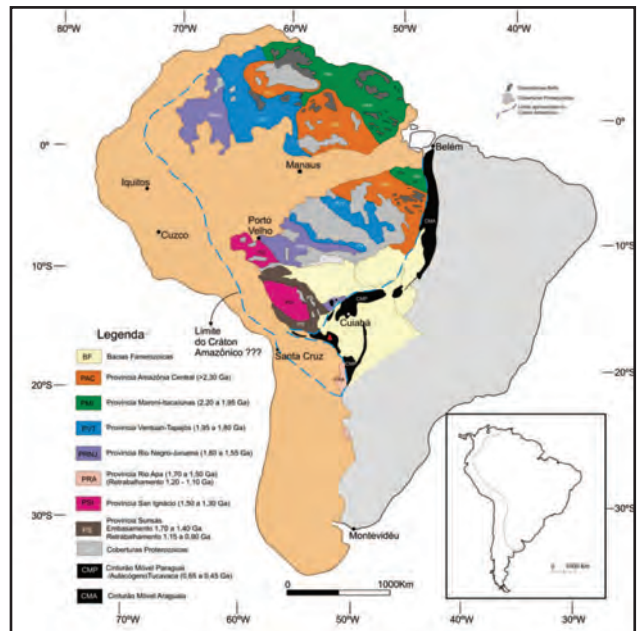 80°W
70°W
60°W
50°W
40°W
0°
0°
Belém
Manaus
Iquitos
CMA
Porto
Velho
Cuzco
10°S
10°S
CMP
Cuiabá
Limite
do Cráton
Amazônico ???
Santa Cruz
20°S
20°S
30°S
30°S
Montevidéu
Legenda
BF Bacias Fanerozoicas
PAC Província Amazônia Central (>2,30 Ga)
PMI Província Maroni-Itacaiúnas (2,20 a 1,95 Ga)
PVT Província Ventuari-Tapajós (1,95 a 1,80 Ga)
PRNJ Província Rio Negro-Juruena (1,80 a 1,55 Ga)
PRA Província Rio Apa (1,70 a 1,50 Ga)
(Retrabalhamento 1,20 - 1,10 Ga)
PSI Província San Ignácio (1,50 a 1,30 Ga)
PS Província Sunsás
Embasamento 1,70 a 1,40 Ga
Retrabalhamento 1,15 a 0,90 Ga
Coberturas Proterozoicas
CMP Cinturão Móvel Paraguai
/Aulacógeno Tucavaca (0,65 a 0,45 Ga)
CMA Cinturão Móvel Araguaia
0
1000Km
70°W
60°W
50°W
40°W
30°W